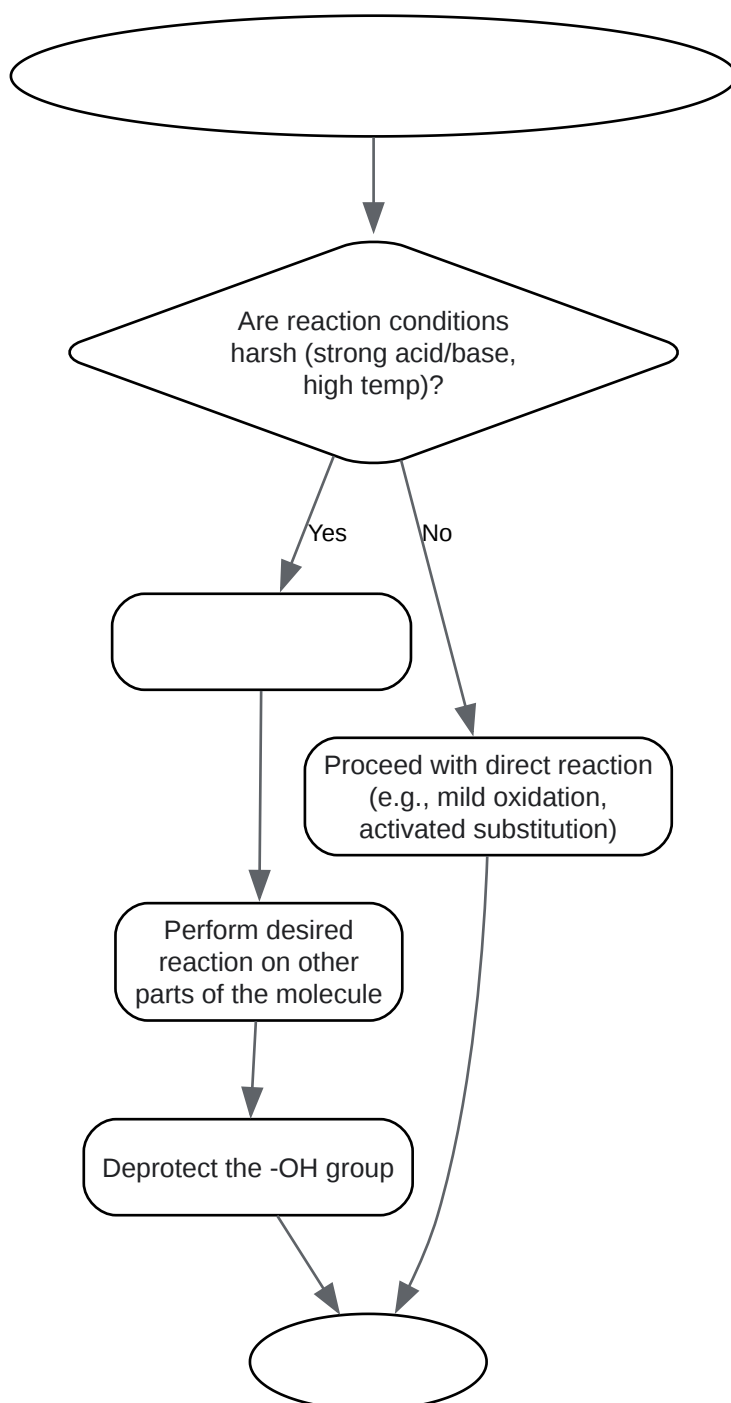 Are reaction conditions
harsh (strong acid/base,
high temp)?
Yes
No
Proceed with direct reaction
(e.g., mild oxidation,
activated substitution)
Perform desired
reaction on other
parts of the molecule
Deprotect the -OH group